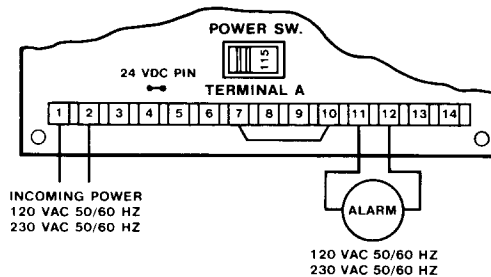 POWER SW.
115
24 VDC PIN
TERMINAL A
1 2 3 4 5 6 7 8 9 10 11 12 13 14
INCOMING POWER
120 VAC 50/60 HZ
230 VAC 50/60 HZ
ALARM
120 VAC 50/60 HZ
230 VAC 50/60 HZ